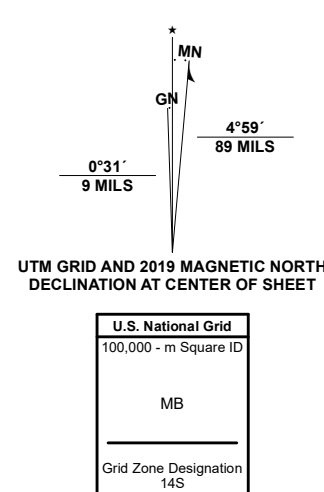 ★
MN
GN
4°59´
89 MILS
0°31´
9 MILS
UTM GRID AND 2019 MAGNETIC NORTH
DECLINATION AT CENTER OF SHEET
U.S. National Grid
100,000 - m Square ID
MB
Grid Zone Designation
14S